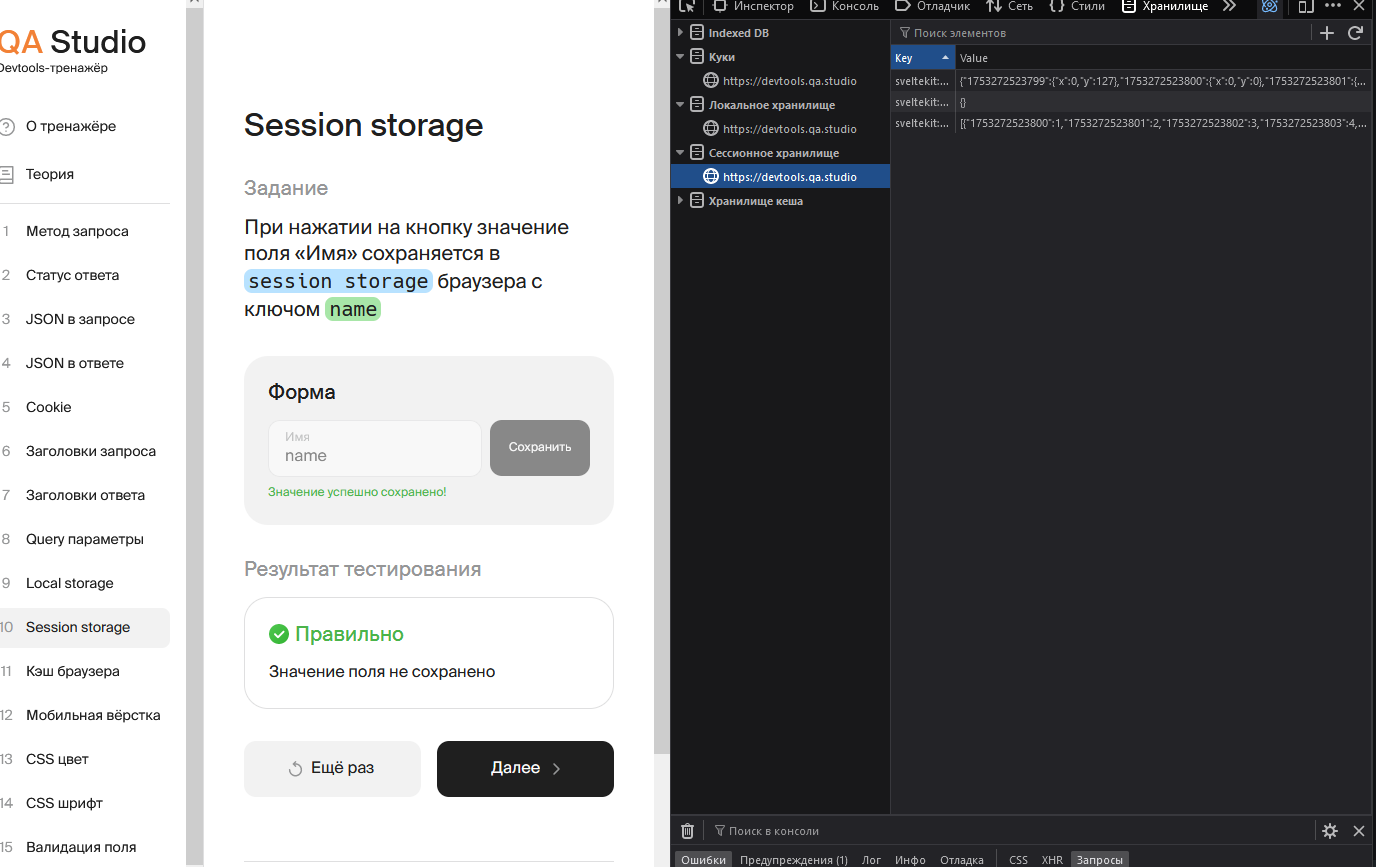 QA Studio
Devtools-тренажёр
О тренажёре
Теория
1 Метод запроса
2 Статус ответа
3 JSON в запросе
4 JSON в ответе
5 Cookie
6 Заголовки запроса
7 Заголовки ответа
8 Query параметры
9 Local storage
10 Session storage
11 Кэш браузера
12 Мобильная вёрстка
13 CSS цвет
14 CSS шрифт
15 Валидация поля
Session storage
Задание
При нажатии на кнопку значение
поля «Имя» сохраняется в
session storage браузера с
ключом name
Форма
Имя
name
Сохранить
Значение успешно сохранено!
Результат тестирования
Правильно
Значение поля не сохранено
Ещё раз
Далее
Инспектор Консоль Отладчик Сеть Стили Хранилище
Indexed DB
Куки
https://devtools.qa.studio
Локальное хранилище
https://devtools.qa.studio
Сессионное хранилище
https://devtools.qa.studio
Хранилище кеша
Поиск элементов
Key Value
sveltekit:... {"1753272523799":{"x":0,"y":127},"1753272523800":{"x":0,"y":0},"1753272523801":{...
sveltekit:... {}
sveltekit:... [{"1753272523800":1,"1753272523801":2,"1753272523802":3,"1753272523803":4,...
Поиск в консоли
Ошибки Предупреждения (1) Лог Инфо Отладка CSS XHR Запросы